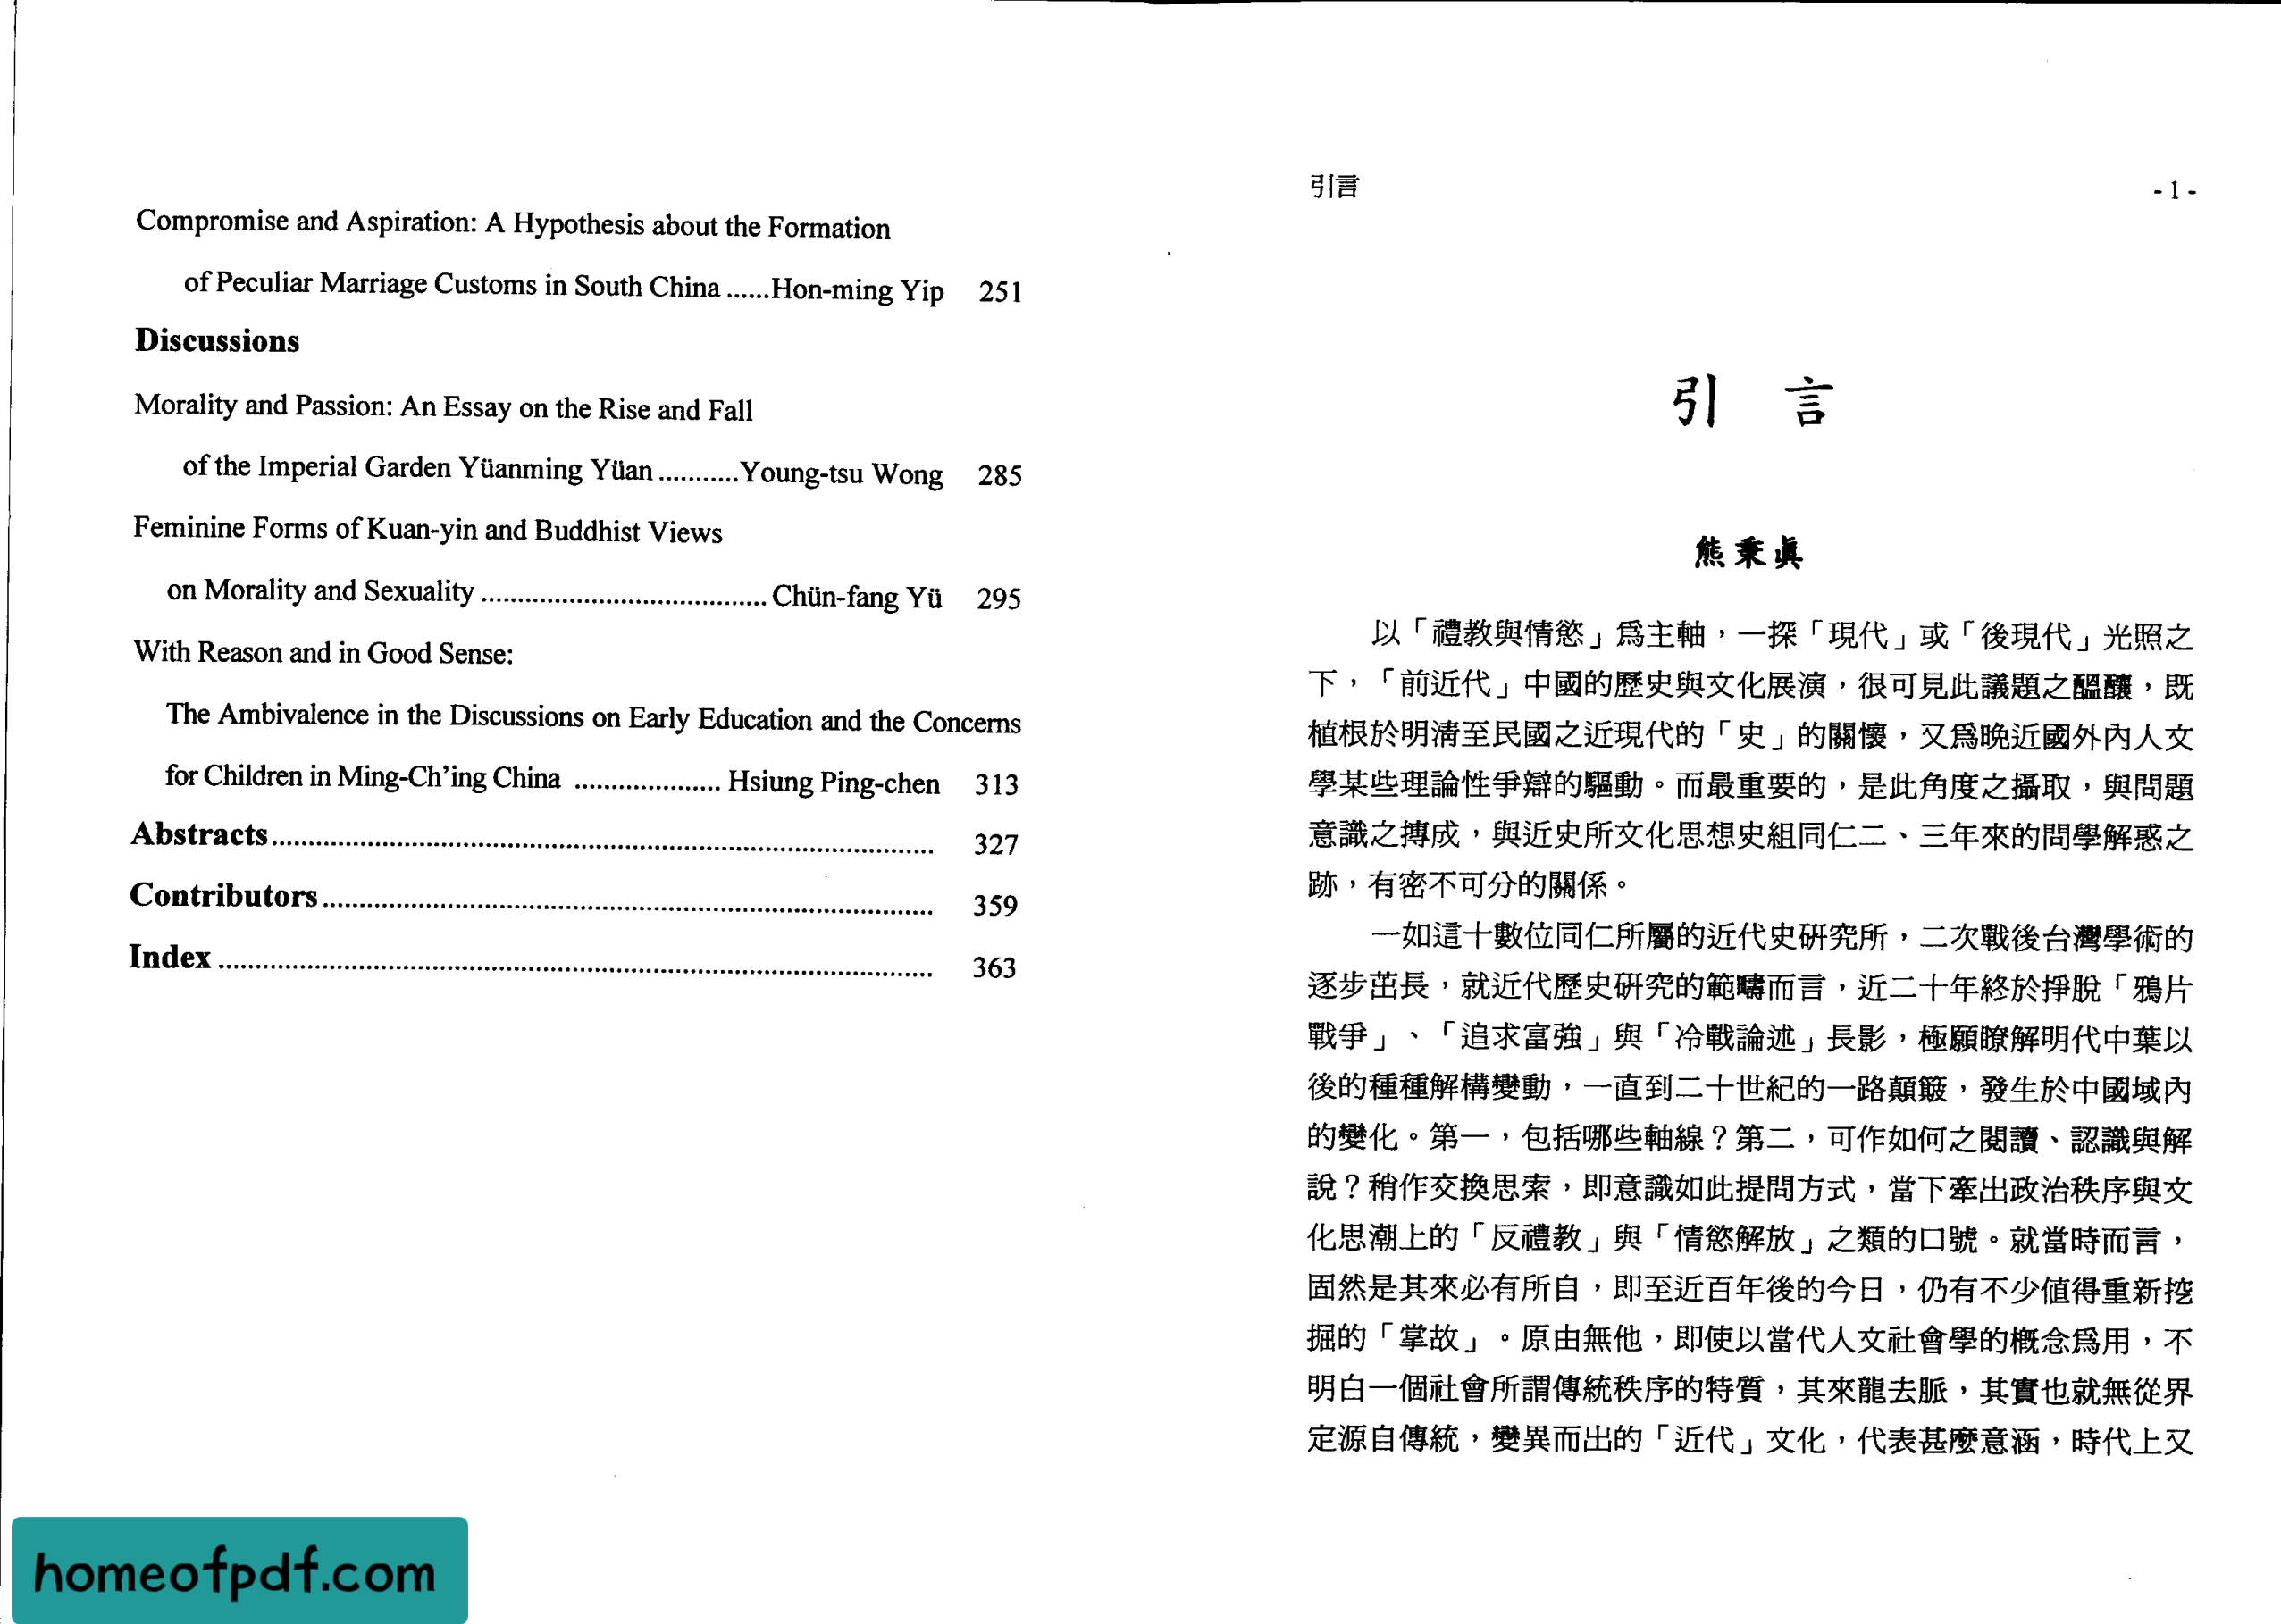 Compromise and Aspiration: A Hypothesis about the Formation
of Peculiar Marriage Customs in South China ......Hon-ming Yip 251
Discussions
Morality and Passion: An Essay on the Rise and Fall
of the Imperial Garden Yüanming Yüan ...........Young-tsu Wong 285
Feminine Forms of Kuan-yin and Buddhist Views
on Morality and Sexuality ....................................... Chün-fang Yü 295
With Reason and in Good Sense:
The Ambivalence in the Discussions on Early Education and the Concerns
for Children in Ming-Ch'ing China .................... Hsiung Ping-chen 313
Abstracts........................................................................................... 327
Contributors.................................................................................... 359
Index .................................................................................................. 363
引言 - 1 -
引 言
熊秉眞
以「禮教與情慾」爲主軸，一探「現代」或「後現代」光照之
下，「前近代」中國的歷史與文化展演，很可見此議題之醞釀，既
植根於明清至民國之近現代的「史」的關懷，又爲晚近國外內人文
學某些理論性爭辯的驅動。而最重要的，是此角度之攝取，與問題
意識之摶成，與近史所文化思想史組同仁二、三年來的問學解惑之
跡，有密不可分的關係。
一如這十數位同仁所屬的近代史研究所，二次戰後台灣學術的
逐步茁長，就近代歷史研究的範疇而言，近二十年終於掙脫「鴉片
戰爭」、「追求富強」與「冷戰論述」長影，極願瞭解明代中葉以
後的種種解構變動，一直到二十世紀的一路顛簸，發生於中國域內
的變化。第一，包括哪些軸線？第二，可作如何之閱讀、認識與解
說？稍作交換思索，即意識如此提問方式，當下牽出政治秩序與文
化思潮上的「反禮教」與「情慾解放」之類的口號。就當時而言，
固然是其來必有所自，即至近百年後的今日，仍有不少値得重新挖
掘的「掌故」。原由無他，即使以當代人文社會學的概念爲用，不
明白一個社會所謂傳統秩序的特質，其來龍去脈，其實也就無從界
定源自傳統，變異而出的「近代」文化，代表甚麼意涵，時代上又
homeofpdf.com